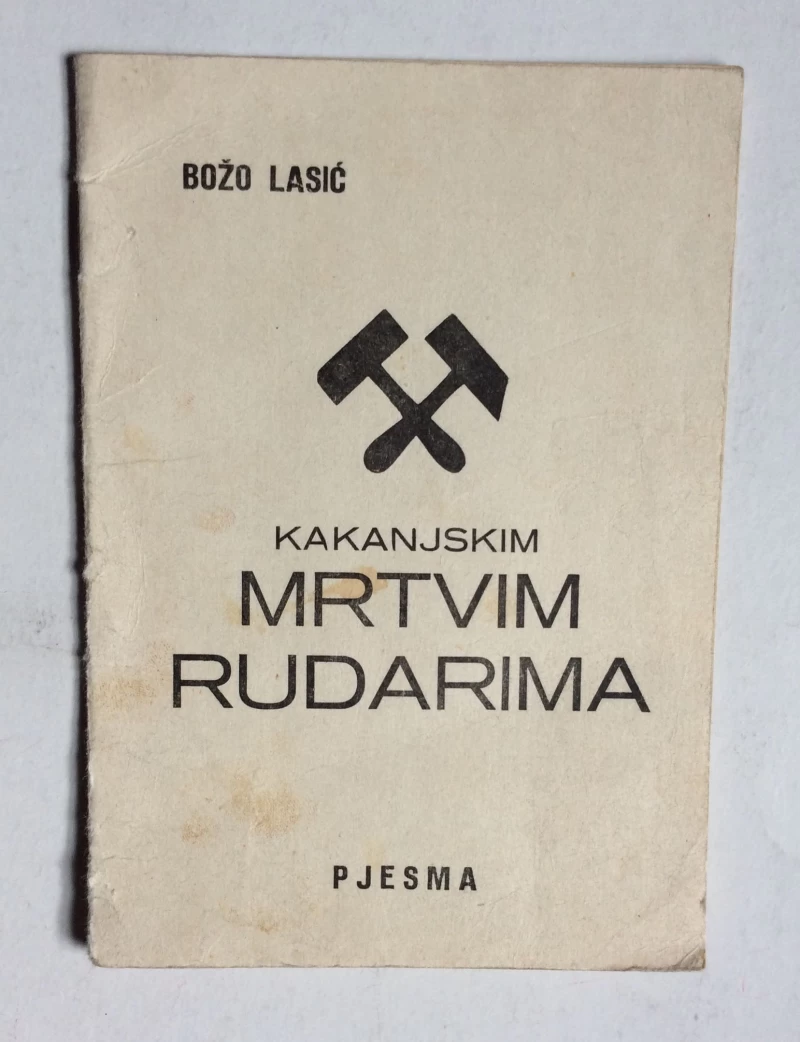 BOŽO LASIĆ
KAKANJSKIM
MRTVIM
RUDARIMA
PJESMA